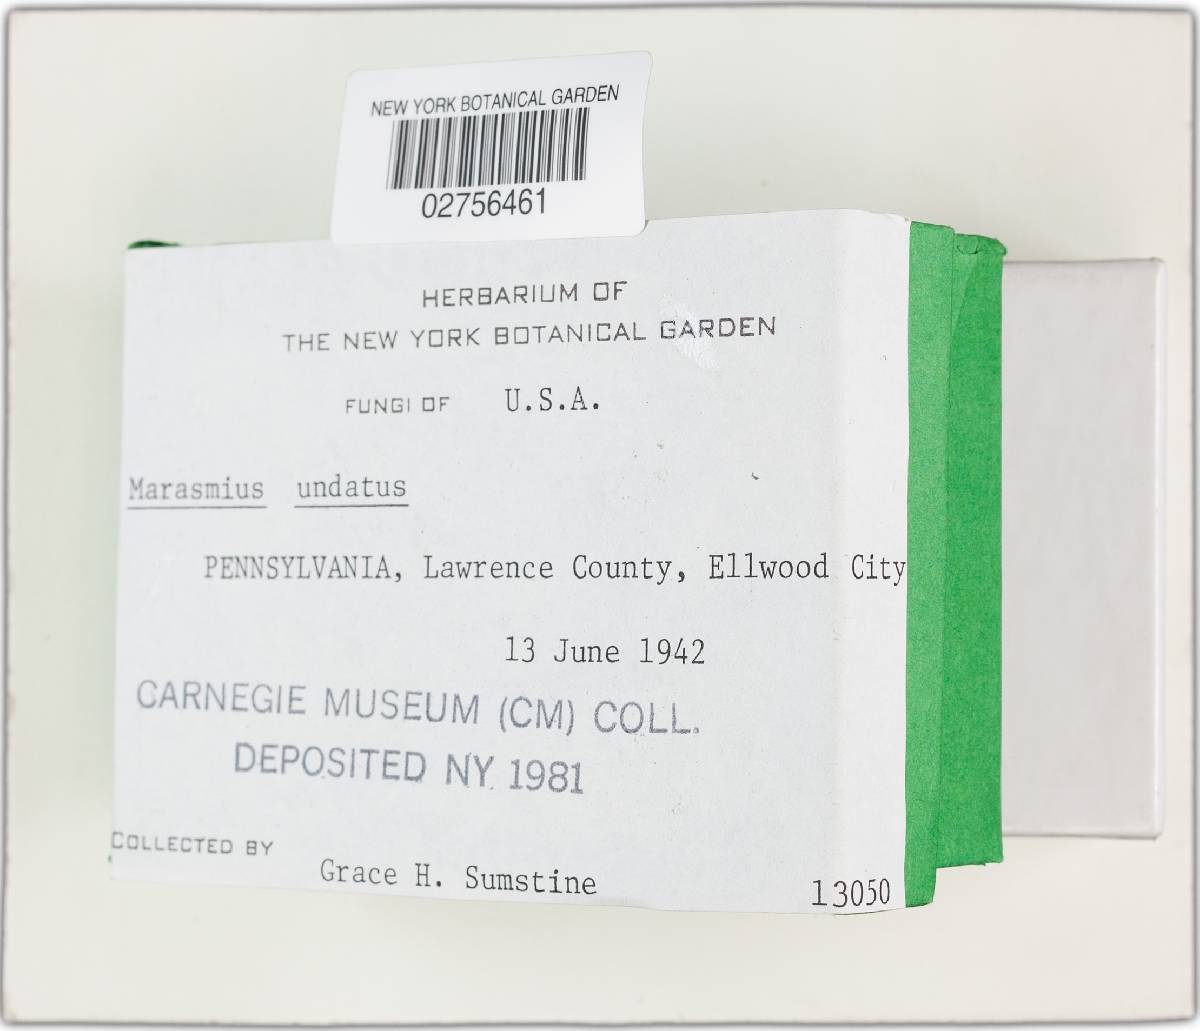 NEW YORK BOTANICAL GARDEN
02756461
HERBARIUM OF
THE NEW YORK BOTANICAL GARDEN
FUNGI OF U.S.A.
Marasmius undatus
PENNSYLVANIA, Lawrence County, Ellwood City
13 June 1942
CARNEGIE MUSEUM (CM) COLL.
DEPOSITED NY 1981
COLLECTED BY
Grace H. Sumstine 13050